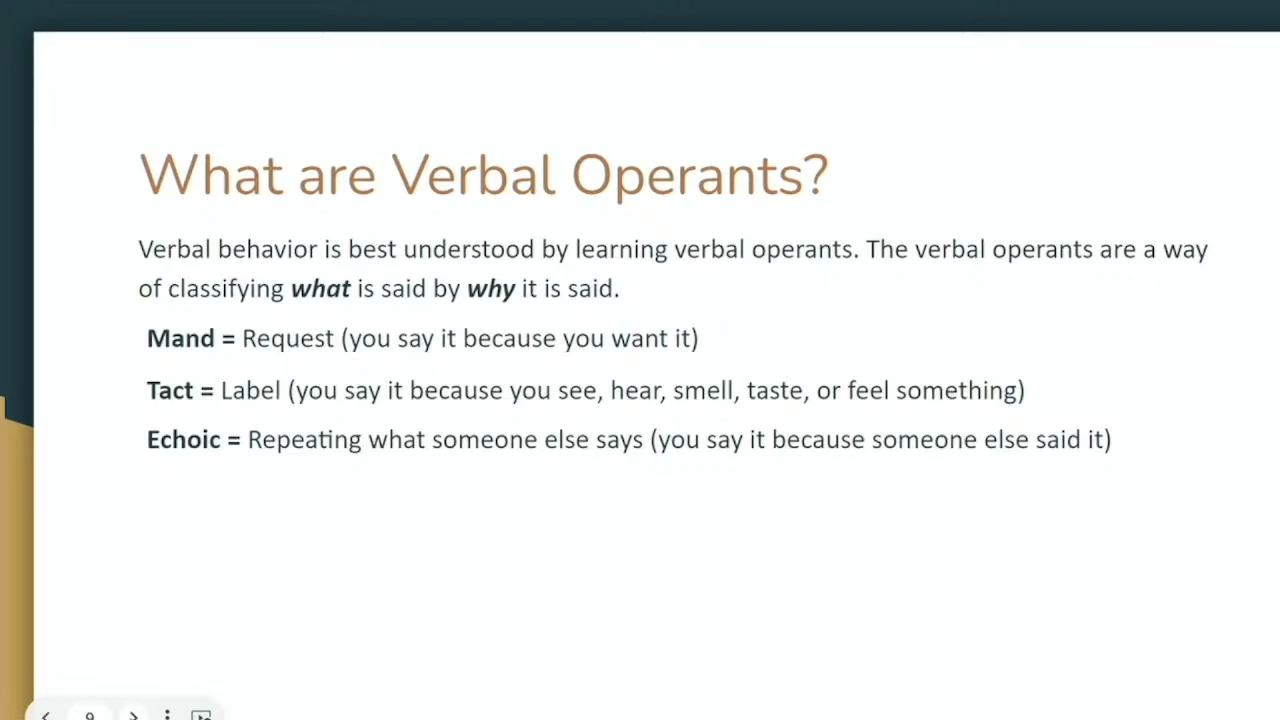 What are Verbal Operants?
Verbal behavior is best understood by learning verbal operants. The verbal operants are a way
of classifying what is said by why it is said.
Mand = Request (you say it because you want it)
Tact = Label (you say it because you see, hear, smell, taste, or feel something)
Echoic = Repeating what someone else says (you say it because someone else said it)